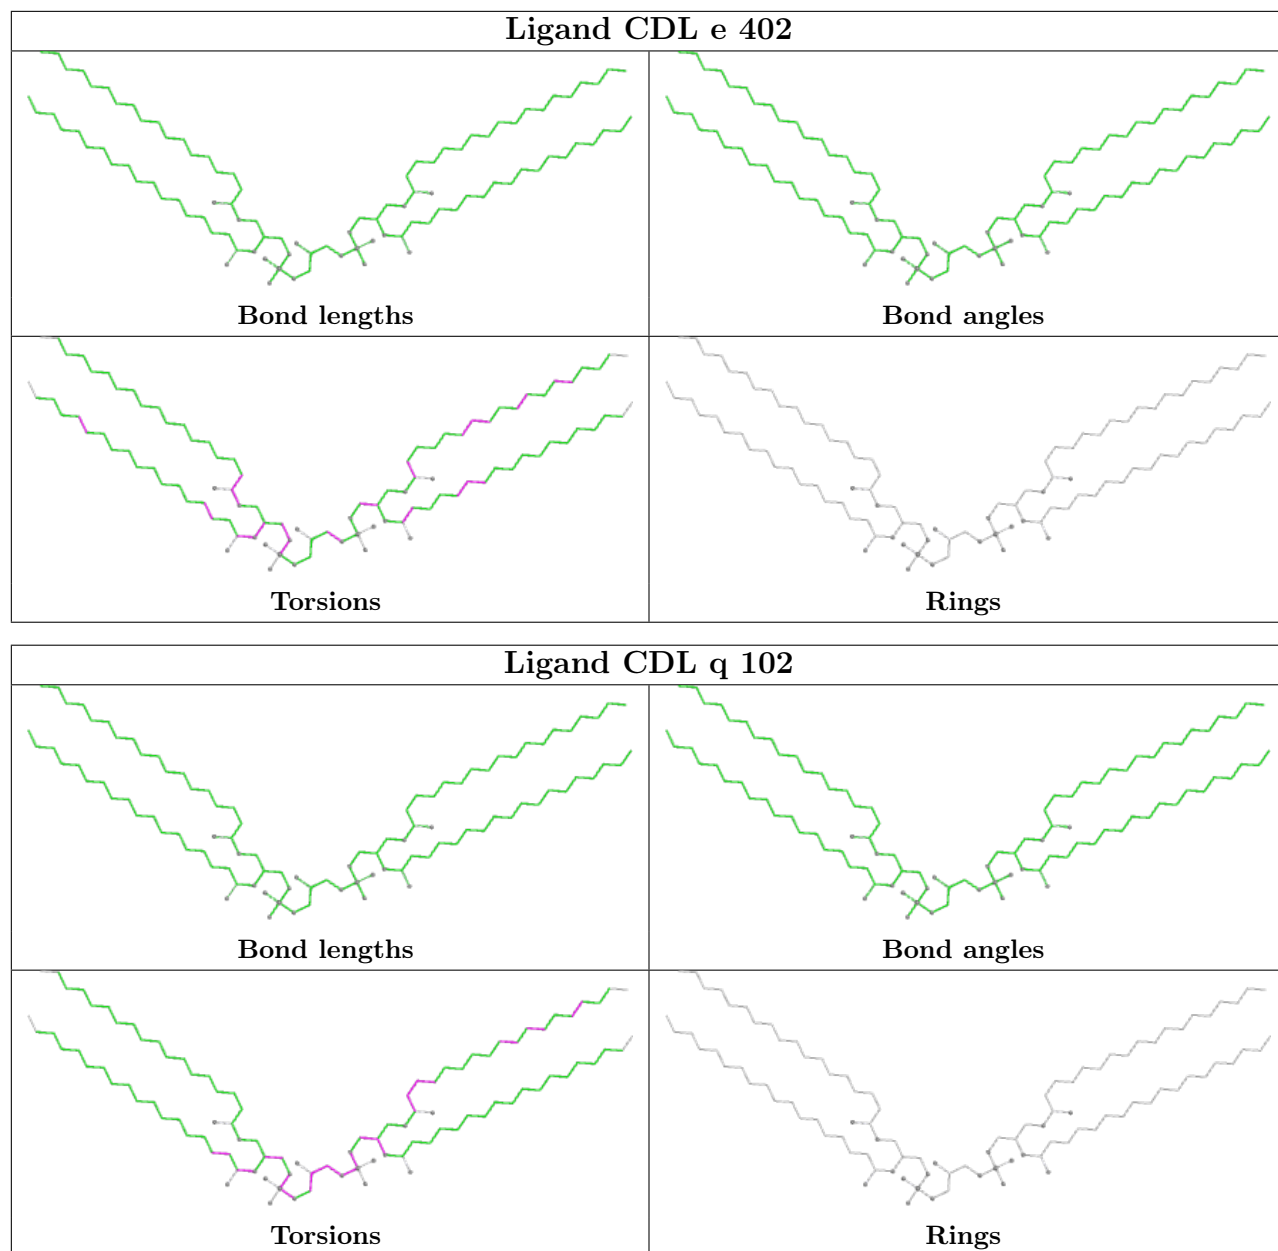 Ligand CDL e 402
Bond lengths
Bond angles
Torsions
Rings
Ligand CDL q 102
Bond lengths
Bond angles
Torsions
Rings